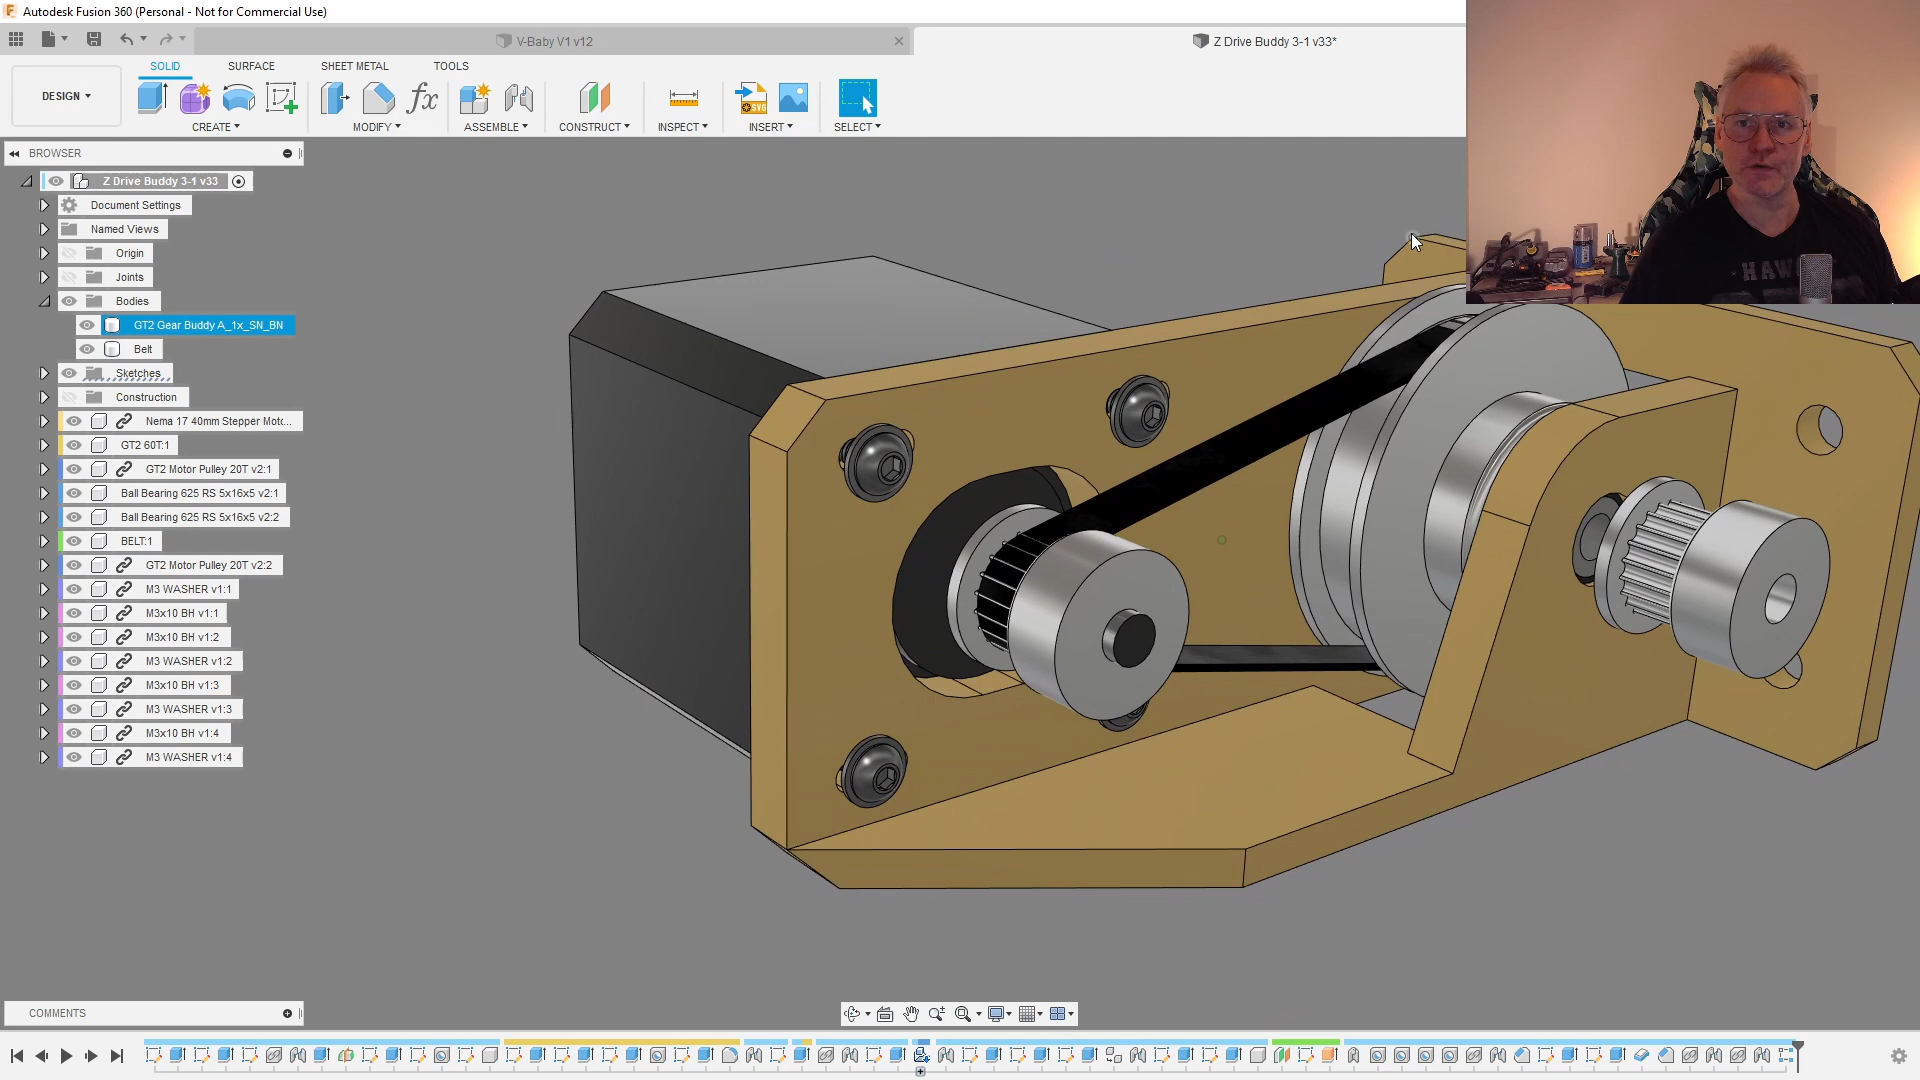 Autodesk Fusion 360 (Personal - Not for Commercial Use)
V-Baby V1 v12
Z Drive Buddy 3-1 v33*
SOLID
SURFACE
SHEET METAL
TOOLS
DESIGN
CREATE
MODIFY
ASSEMBLE
CONSTRUCT
INSPECT
INSERT
SELECT
BROWSER
Z Drive Buddy 3-1 v33
Document Settings
Named Views
Origin
Joints
Bodies
GT2 Gear Buddy A_1x_SN_BN
Belt
Sketches
Construction
Nema 17 40mm Stepper Motc...
GT2 60T:1
GT2 Motor Pulley 20T v2:1
Ball Bearing 625 RS 5x16x5 v2:1
Ball Bearing 625 RS 5x16x5 v2:2
BELT:1
GT2 Motor Pulley 20T v2:2
M3 WASHER v1:1
M3x10 BH v1:1
M3x10 BH v1:2
M3 WASHER v1:2
M3x10 BH v1:3
M3 WASHER v1:3
M3x10 BH v1:4
M3 WASHER v1:4
COMMENTS